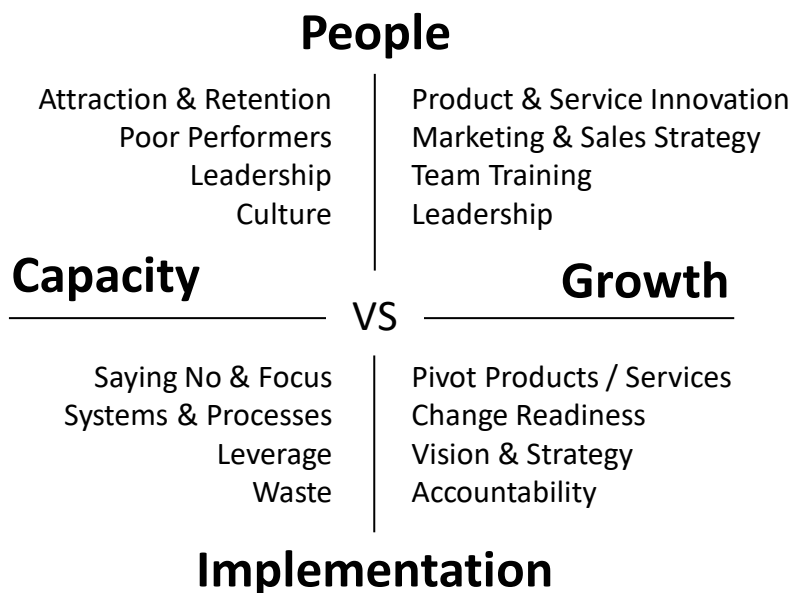 People
Attraction & Retention
Poor Performers
Leadership
Culture
Product & Service Innovation
Marketing & Sales Strategy
Team Training
Leadership
Capacity
VS
Growth
Saying No & Focus
Systems & Processes
Leverage
Waste
Pivot Products / Services
Change Readiness
Vision & Strategy
Accountability
Implementation